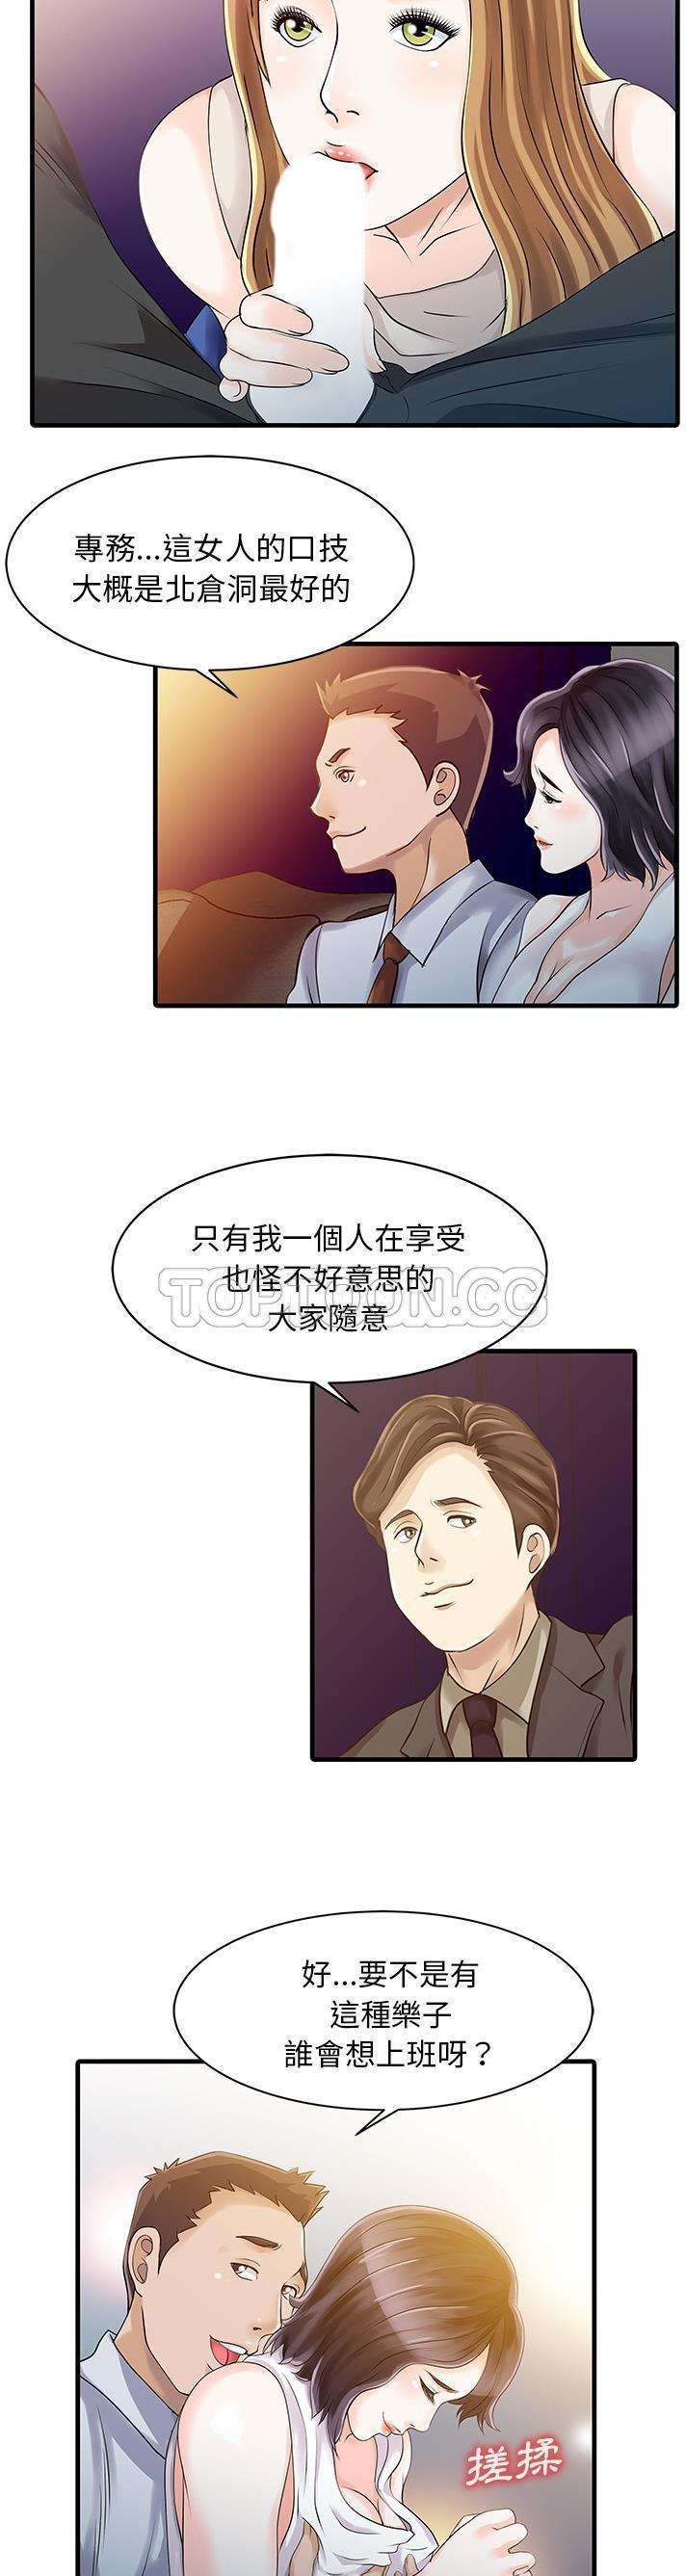 專務...這女人的口技
大概是北倉洞最好的
只有我一個人在享受
也怪不好意思的
TOPTOON.CC
大家隨意
好...要不是有
這種樂子
誰會想上班呀？
搓揉